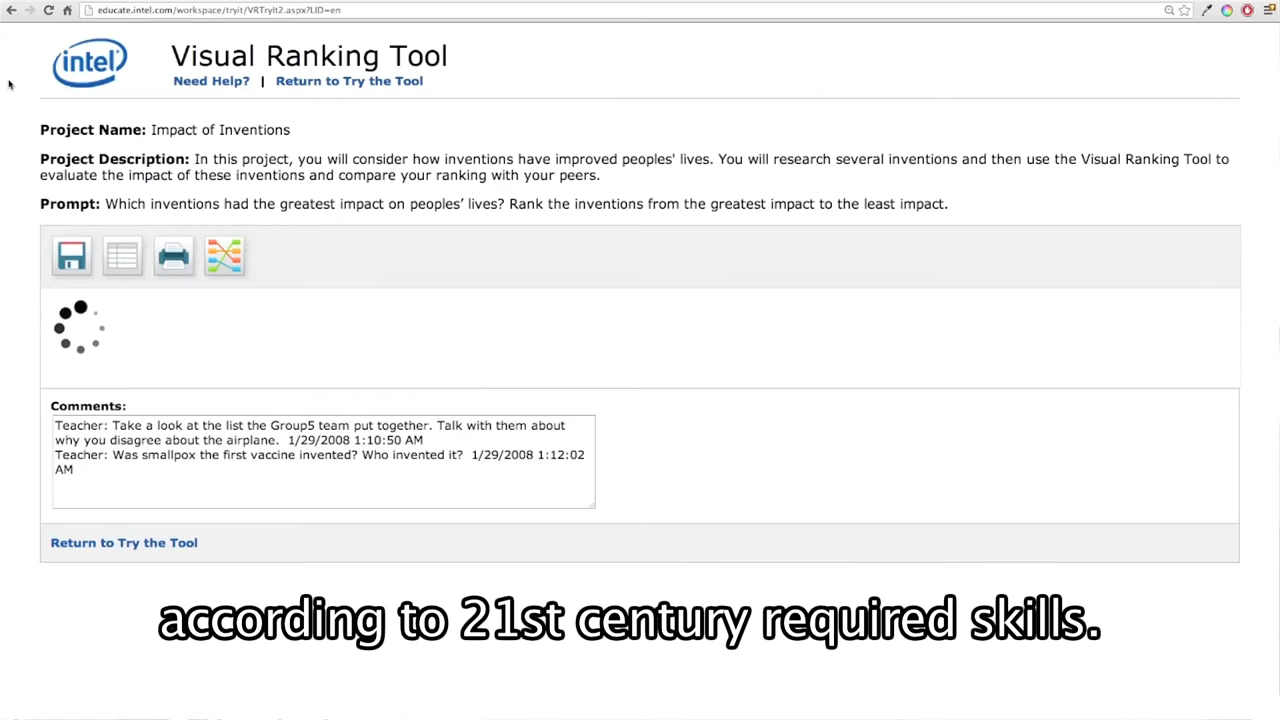 educate.intel.com/workspace/tryit/VRTryIt2.aspx?LID=en
intel
Visual Ranking Tool
Need Help? | Return to Try the Tool
Project Name: Impact of Inventions
Project Description: In this project, you will consider how inventions have improved peoples' lives. You will research several inventions and then use the Visual Ranking Tool to
evaluate the impact of these inventions and compare your ranking with your peers.
Prompt: Which inventions had the greatest impact on peoples’ lives? Rank the inventions from the greatest impact to the least impact.
Comments:
Teacher: Take a look at the list the Group5 team put together. Talk with them about
why you disagree about the airplane.  1/29/2008 1:10:50 AM
Teacher: Was smallpox the first vaccine invented? Who invented it?  1/29/2008 1:12:02
AM
Return to Try the Tool
according to 21st century required skills.